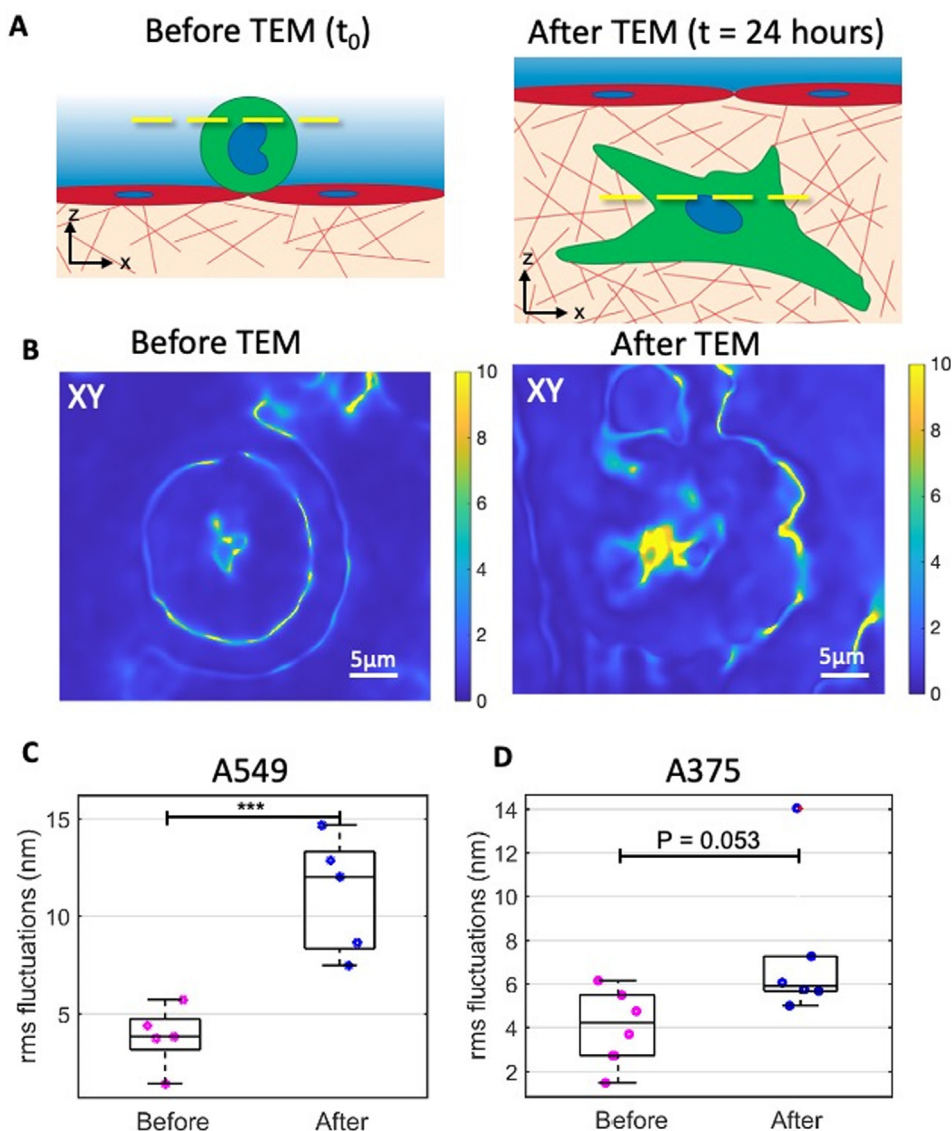 A
Before TEM (t0)
After TEM (t = 24 hours)
z
x
z
x
B
Before TEM
After TEM
XY
5µm
10
8
6
4
2
0
XY
5µm
10
8
6
4
2
0
C
A549
rms fluctuations (nm)
15
10
5
***
Before
After
D
A375
rms fluctuations (nm)
14
12
10
8
6
4
2
P = 0.053
Before
After